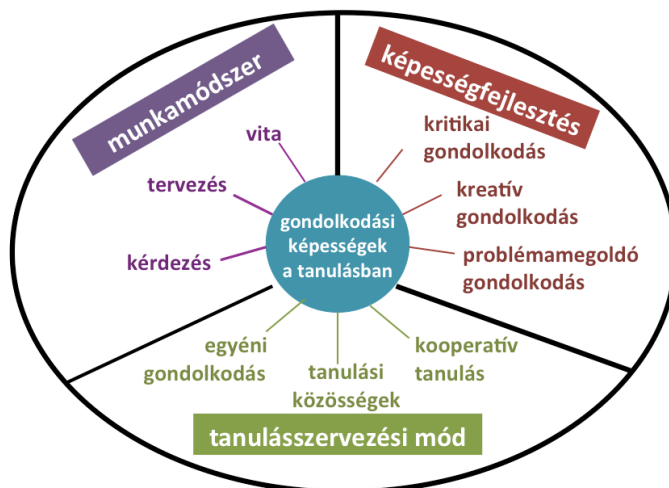 munkamódszer
vita
tervezés
kérdezés
képességfejlesztés
kritikai
gondolkodás
kreatív
gondolkodás
problémamegoldó
gondolkodás
gondolkodási
képességek
a tanulásban
egyéni
gondolkodás
tanulási
közösségek
kooperatív
tanulás
tanulásszervezési mód